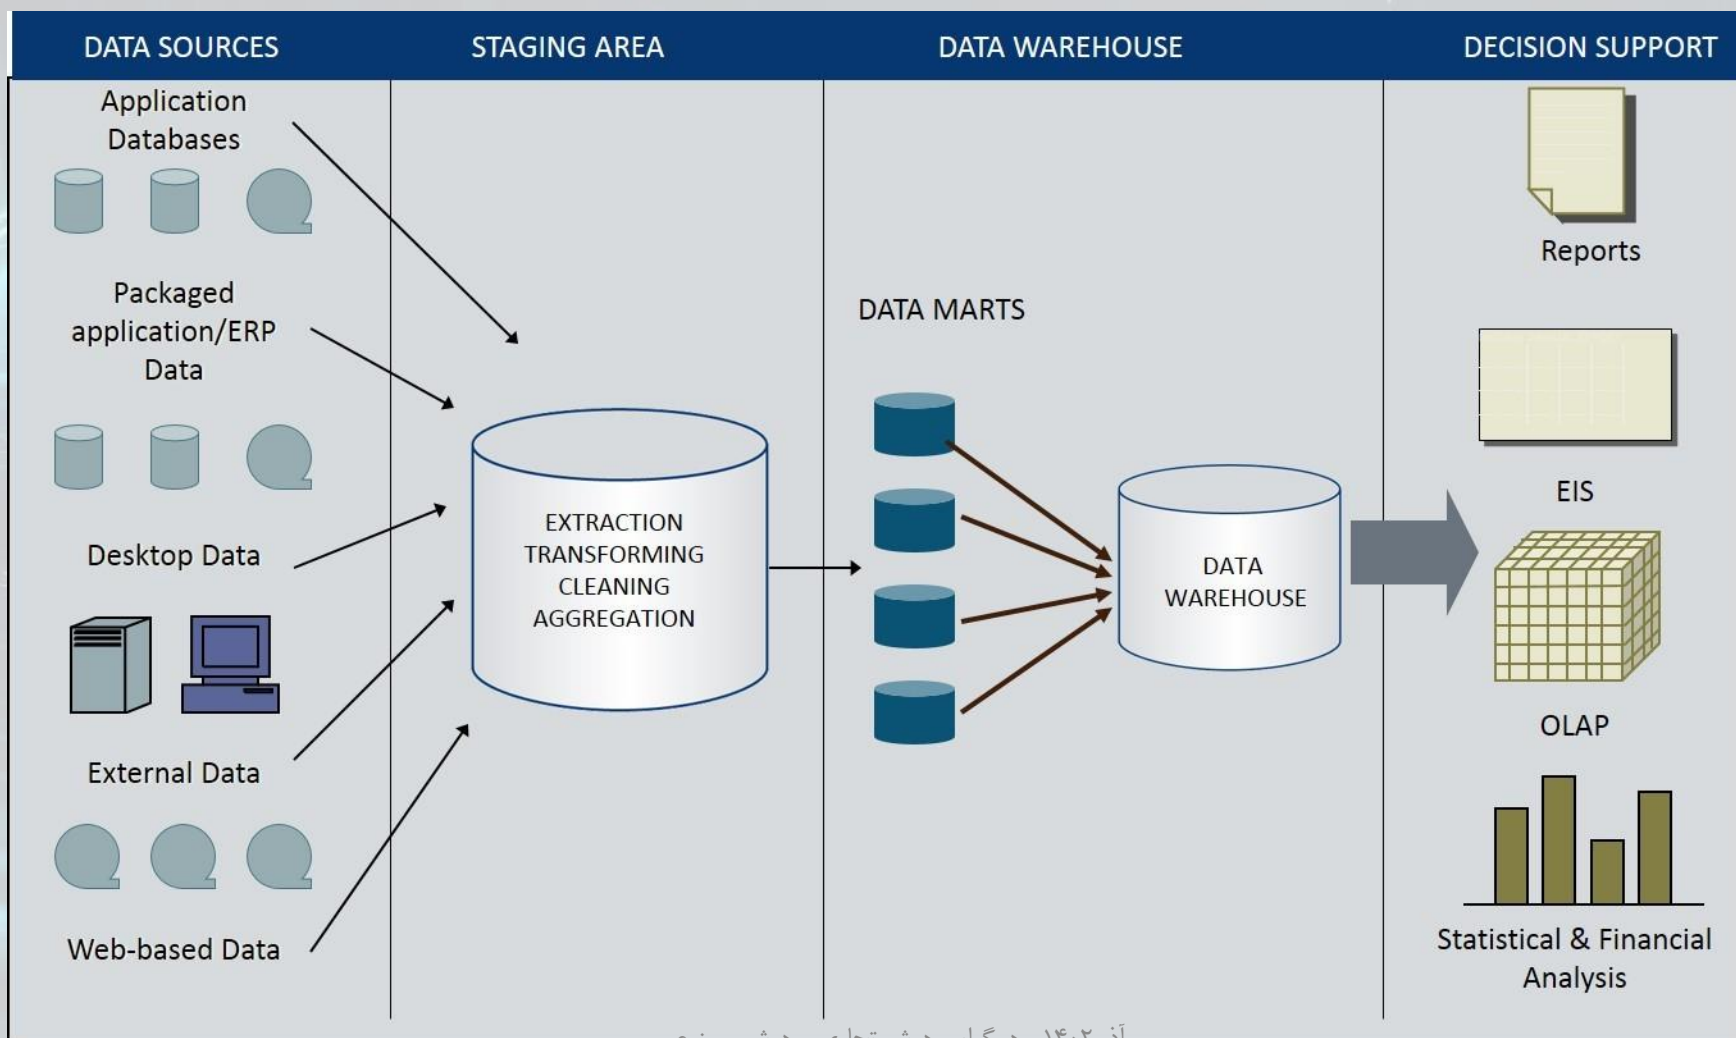 DATA SOURCES
STAGING AREA
DATA WAREHOUSE
DECISION SUPPORT
Application
Databases
Packaged
application/ERP
Data
Desktop Data
External Data
Web-based Data
EXTRACTION
TRANSFORMING
CLEANING
AGGREGATION
DATA MARTS
DATA
WAREHOUSE
Reports
EIS
OLAP
Statistical & Financial
Analysis